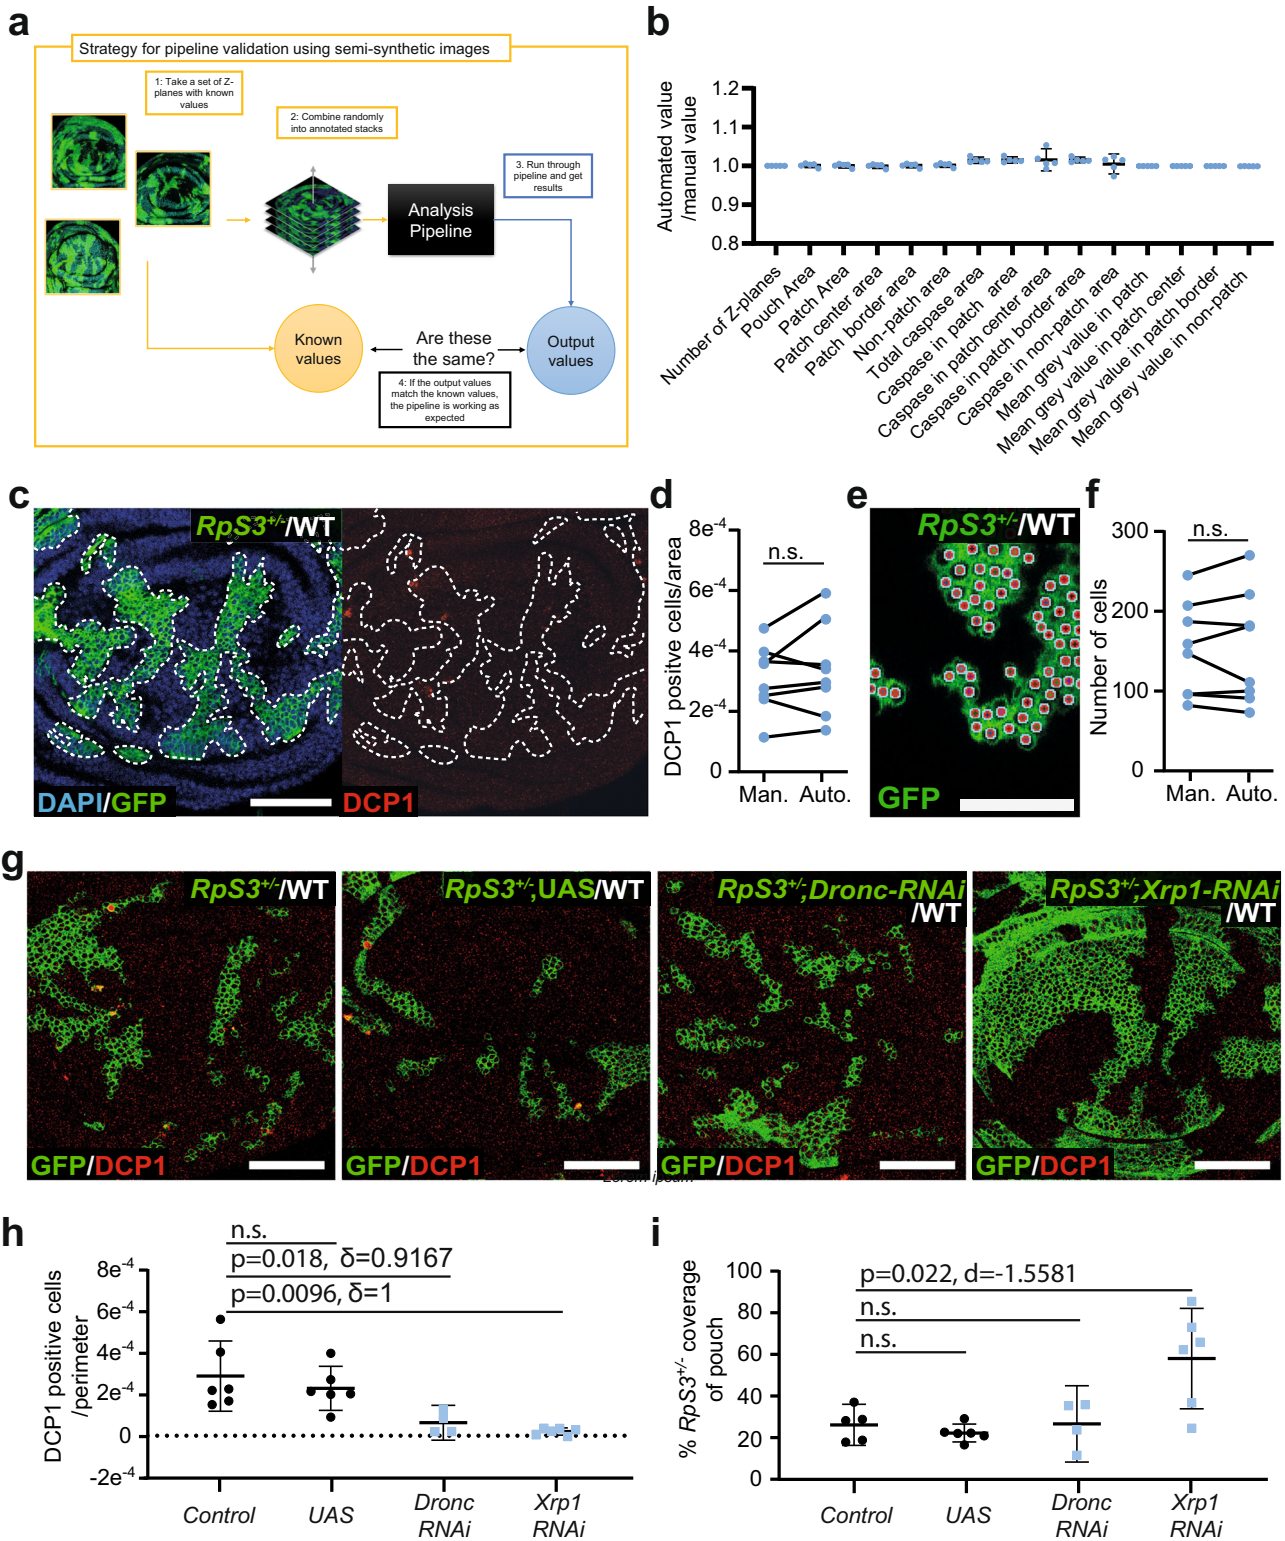 a
Strategy for pipeline validation using semi-synthetic images
1: Take a set of Z-
planes with known
values
2: Combine randomly
into annotated stacks
3. Run through
pipeline and get
results
Analysis
Pipeline
Known
values
Are these
the same?
Output
values
4: If the output values
match the known values,
the pipeline is working as
expected
b
Automated value
/manual value
1.2
1.1
1.0
0.9
0.8
Number of Z-planes
Pouch Area
Patch Area
Patch center area
Patch border area
Non-patch area
Total caspase area
Caspase in patch area
Caspase in patch center area
Caspase in patch border area
Caspase in non-patch area
Mean grey value in patch
Mean grey value in patch center
Mean grey value in patch border
Mean grey value in non-patch
c
RpS3+/-/WT
DAPI/GFP
DCP1
d
DCP1 positive cells/area
8e-4
6e-4
4e-4
2e-4
0
n.s.
Man. Auto.
e
RpS3+/-/WT
GFP
f
Number of cells
300
200
100
0
n.s.
Man. Auto.
g
RpS3+/-/WT
GFP/DCP1
RpS3+/-;UAS/WT
GFP/DCP1
RpS3+/-;Dronc-RNAi
/WT
GFP/DCP1
RpS3+/-;Xrp1-RNAi
/WT
GFP/DCP1
Lorem ipsum
h
DCP1 positive cells
/perimeter
8e-4
6e-4
4e-4
2e-4
0
-2e-4
n.s.
p=0.018, δ=0.9167
p=0.0096, δ=1
Control
UAS
Dronc
RNAi
Xrp1
RNAi
i
% RpS3+/- coverage
of pouch
100
80
60
40
20
0
p=0.022, d=-1.5581
n.s.
n.s.
Control
UAS
Dronc
RNAi
Xrp1
RNAi